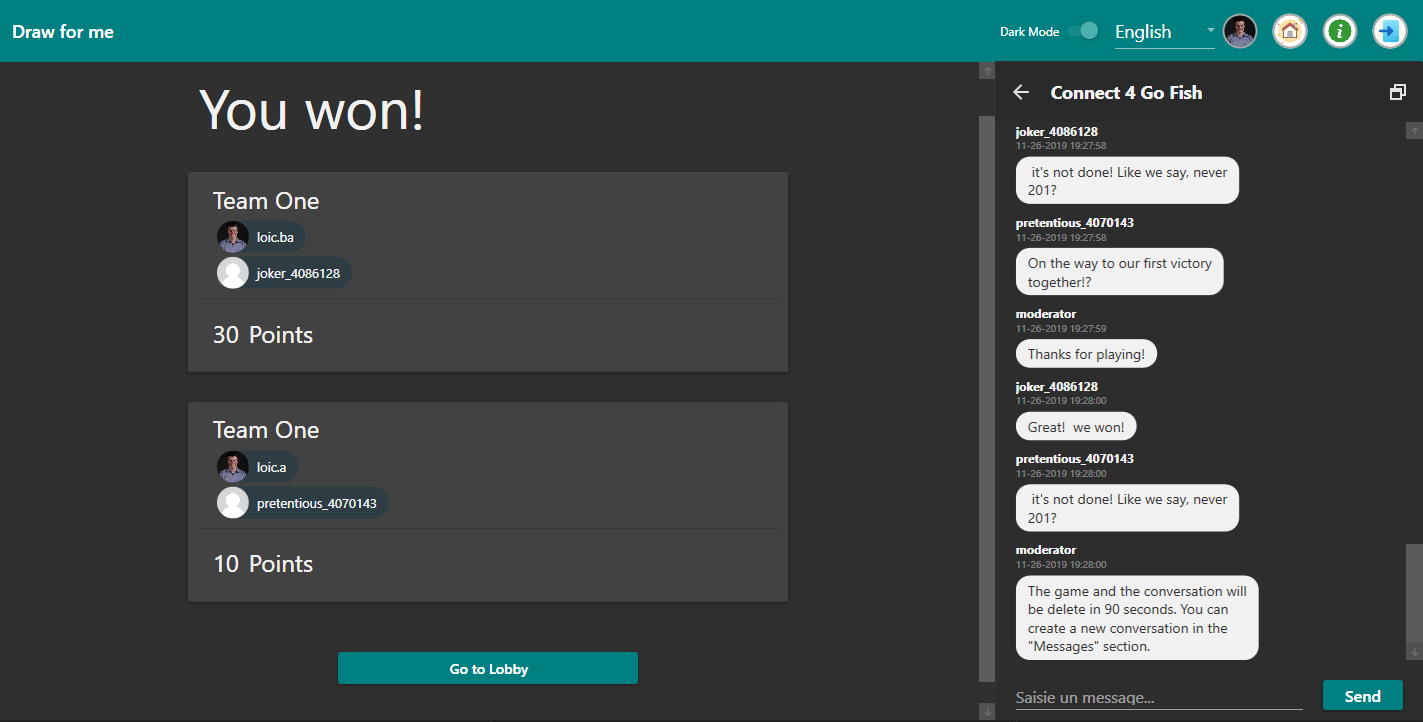 Draw for me
Dark Mode
English
You won!
Team One
loic.ba
joker_4086128
30 Points
Team One
loic.a
pretentious_4070143
10 Points
Go to Lobby
Connect 4 Go Fish
joker_4086128
11-26-2019 19:27:58
it's not done! Like we say, never
201?
pretentious_4070143
11-26-2019 19:27:58
On the way to our first victory
together!?
moderator
11-26-2019 19:27:59
Thanks for playing!
joker_4086128
11-26-2019 19:28:00
Great!  we won!
pretentious_4070143
11-26-2019 19:28:00
it's not done! Like we say, never
201?
moderator
11-26-2019 19:28:00
The game and the conversation will
be delete in 90 seconds. You can
create a new conversation in the
"Messages" section.
Saisie un message...
Send